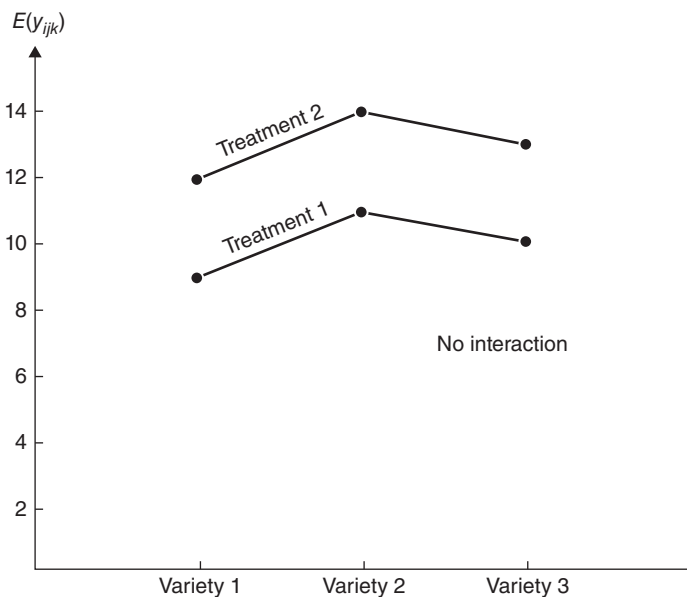 E(y_ijk)
14
12
10
8
6
4
2
Treatment 2
Treatment 1
No interaction
Variety 1
Variety 2
Variety 3